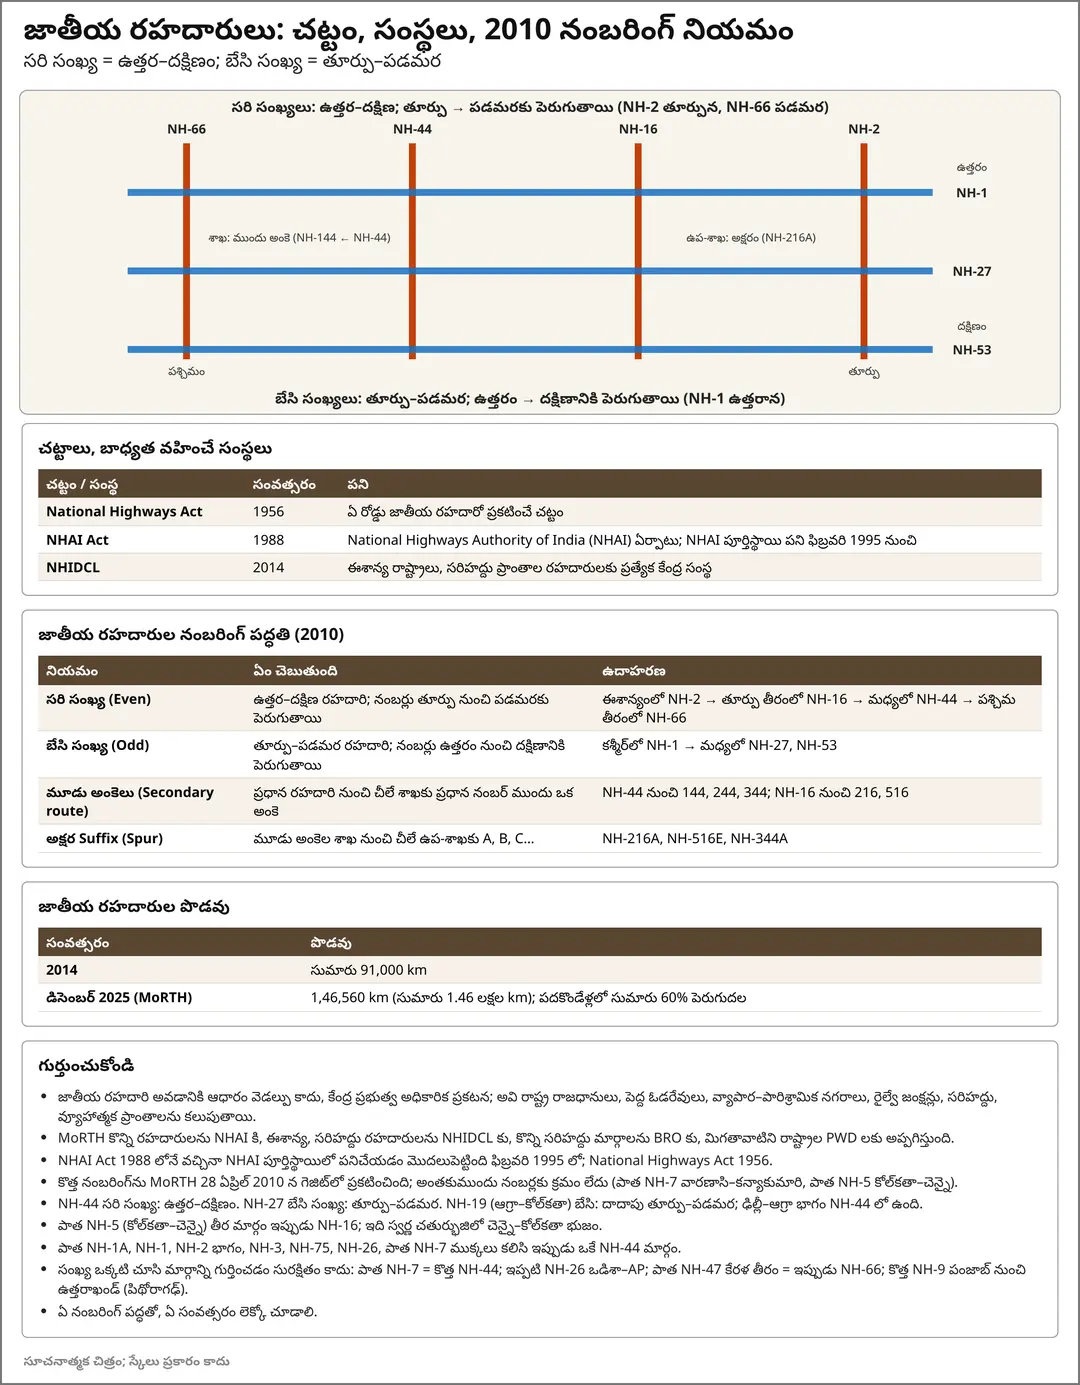 జాతీయ రహదారులు: చట్టం, సంస్థలు, 2010 నంబరింగ్ నియమం
సరి సంఖ్య = ఉత్తర–దక్షిణం; బేసి సంఖ్య = తూర్పు–పడమర
సరి సంఖ్యలు: ఉత్తర–దక్షిణ; తూర్పు → పడమరకు పెరుగుతాయి (NH-2 తూర్పున, NH-66 పడమర)
NH-66 NH-44 NH-16 NH-2
ఉత్తరం
NH-1
శాఖ: ముందు అంకె (NH-144 ← NH-44) ఉప-శాఖ: అక్షరం (NH-216A)
NH-27
దక్షిణం
NH-53
పశ్చిమం తూర్పు
బేసి సంఖ్యలు: తూర్పు–పడమర; ఉత్తరం → దక్షిణానికి పెరుగుతాయి (NH-1 ఉత్తరాన)
చట్టాలు, బాధ్యత వహించే సంస్థలు
చట్టం / సంస్థ సంవత్సరం పని
National Highways Act 1956 ఏ రోడ్డు జాతీయ రహదారో ప్రకటించే చట్టం
NHAI Act 1988 National Highways Authority of India (NHAI) ఏర్పాటు; NHAI పూర్తిస్థాయి పని ఫిబ్రవరి 1995 నుంచి
NHIDCL 2014 ఈశాన్య రాష్ట్రాలు, సరిహద్దు ప్రాంతాల రహదారులకు ప్రత్యేక కేంద్ర సంస్థ
జాతీయ రహదారుల నంబరింగ్ పద్ధతి (2010)
నియమం ఏం చెబుతుంది ఉదాహరణ
సరి సంఖ్య (Even) ఉత్తర–దక్షిణ రహదారి; నంబర్లు తూర్పు నుంచి పడమరకు ఈశాన్యంలో NH-2 → తూర్పు తీరంలో NH-16 → మధ్యలో NH-44 → పశ్చిమ
పెరుగుతాయి తీరంలో NH-66
బేసి సంఖ్య (Odd) తూర్పు–పడమర రహదారి; నంబర్లు ఉత్తరం నుంచి దక్షిణానికి కశ్మీర్‌లో NH-1 → మధ్యలో NH-27, NH-53
పెరుగుతాయి
మూడు అంకెలు (Secondary ప్రధాన రహదారి నుంచి చీలే శాఖకు ప్రధాన నంబర్ ముందు ఒక NH-44 నుంచి 144, 244, 344; NH-16 నుంచి 216, 516
route) అంకె
అక్షర Suffix (Spur) మూడు అంకెల శాఖ నుంచి చీలే ఉప-శాఖకు A, B, C... NH-216A, NH-516E, NH-344A
జాతీయ రహదారుల పొడవు
సంవత్సరం పొడవు
2014 సుమారు 91,000 km
డిసెంబర్ 2025 (MoRTH) 1,46,560 km (సుమారు 1.46 లక్షల km); పదకొండేళ్లలో సుమారు 60% పెరుగుదల
గుర్తుంచుకోండి
• జాతీయ రహదారి అవడానికి ఆధారం వెడల్పు కాదు, కేంద్ర ప్రభుత్వ అధికారిక ప్రకటన; అవి రాష్ట్ర రాజధానులు, పెద్ద ఓడరేవులు, వ్యాపార–పారిశ్రామిక నగరాలు, రైల్వే జంక్షన్లు, సరిహద్దు,
వ్యూహాత్మక ప్రాంతాలను కలుపుతాయి.
• MoRTH కొన్ని రహదారులను NHAI కి, ఈశాన్య, సరిహద్దు రహదారులను NHIDCL కు, కొన్ని సరిహద్దు మార్గాలను BRO కు, మిగతావాటిని రాష్ట్రాల PWD లకు అప్పగిస్తుంది.
• NHAI Act 1988 లోనే వచ్చినా NHAI పూర్తిస్థాయిలో పనిచేయడం మొదలుపెట్టింది ఫిబ్రవరి 1995 లో; National Highways Act 1956.
• కొత్త నంబరింగ్‌ను MoRTH 28 ఏప్రిల్ 2010 న గెజిట్‌లో ప్రకటించింది; అంతకుముందు నంబర్లకు క్రమం లేదు (పాత NH-7 వారణాసి–కన్యాకుమారి, పాత NH-5 కోల్‌కతా–చెన్నై).
• NH-44 సరి సంఖ్య: ఉత్తర–దక్షిణం. NH-27 బేసి సంఖ్య: తూర్పు–పడమర. NH-19 (ఆగ్రా–కోల్‌కతా) బేసి: దాదాపు తూర్పు–పడమర; ఢిల్లీ–ఆగ్రా భాగం NH-44 లో ఉంది.
• పాత NH-5 (కోల్‌కతా–చెన్నై) తీర మార్గం ఇప్పుడు NH-16; ఇది స్వర్ణ చతుర్భుజిలో చెన్నై–కోల్‌కతా భుజం.
• పాత NH-1A, NH-1, NH-2 భాగం, NH-3, NH-75, NH-26, పాత NH-7 ముక్కలు కలిసి ఇప్పుడు ఒకే NH-44 మార్గం.
• సంఖ్య ఒక్కటి చూసి మార్గాన్ని గుర్తించడం సురక్షితం కాదు: పాత NH-7 = కొత్త NH-44; ఇప్పటి NH-26 ఒడిశా–AP; పాత NH-47 కేరళ తీరం = ఇప్పుడు NH-66; కొత్త NH-9 పంజాబ్ నుంచి
ఉత్తరాఖండ్ (పిథోరాగఢ్).
• ఏ నంబరింగ్ పద్ధతో, ఏ సంవత్సరం లెక్కో చూడాలి.
సూచనాత్మక చిత్రం; స్కేలు ప్రకారం కాదు